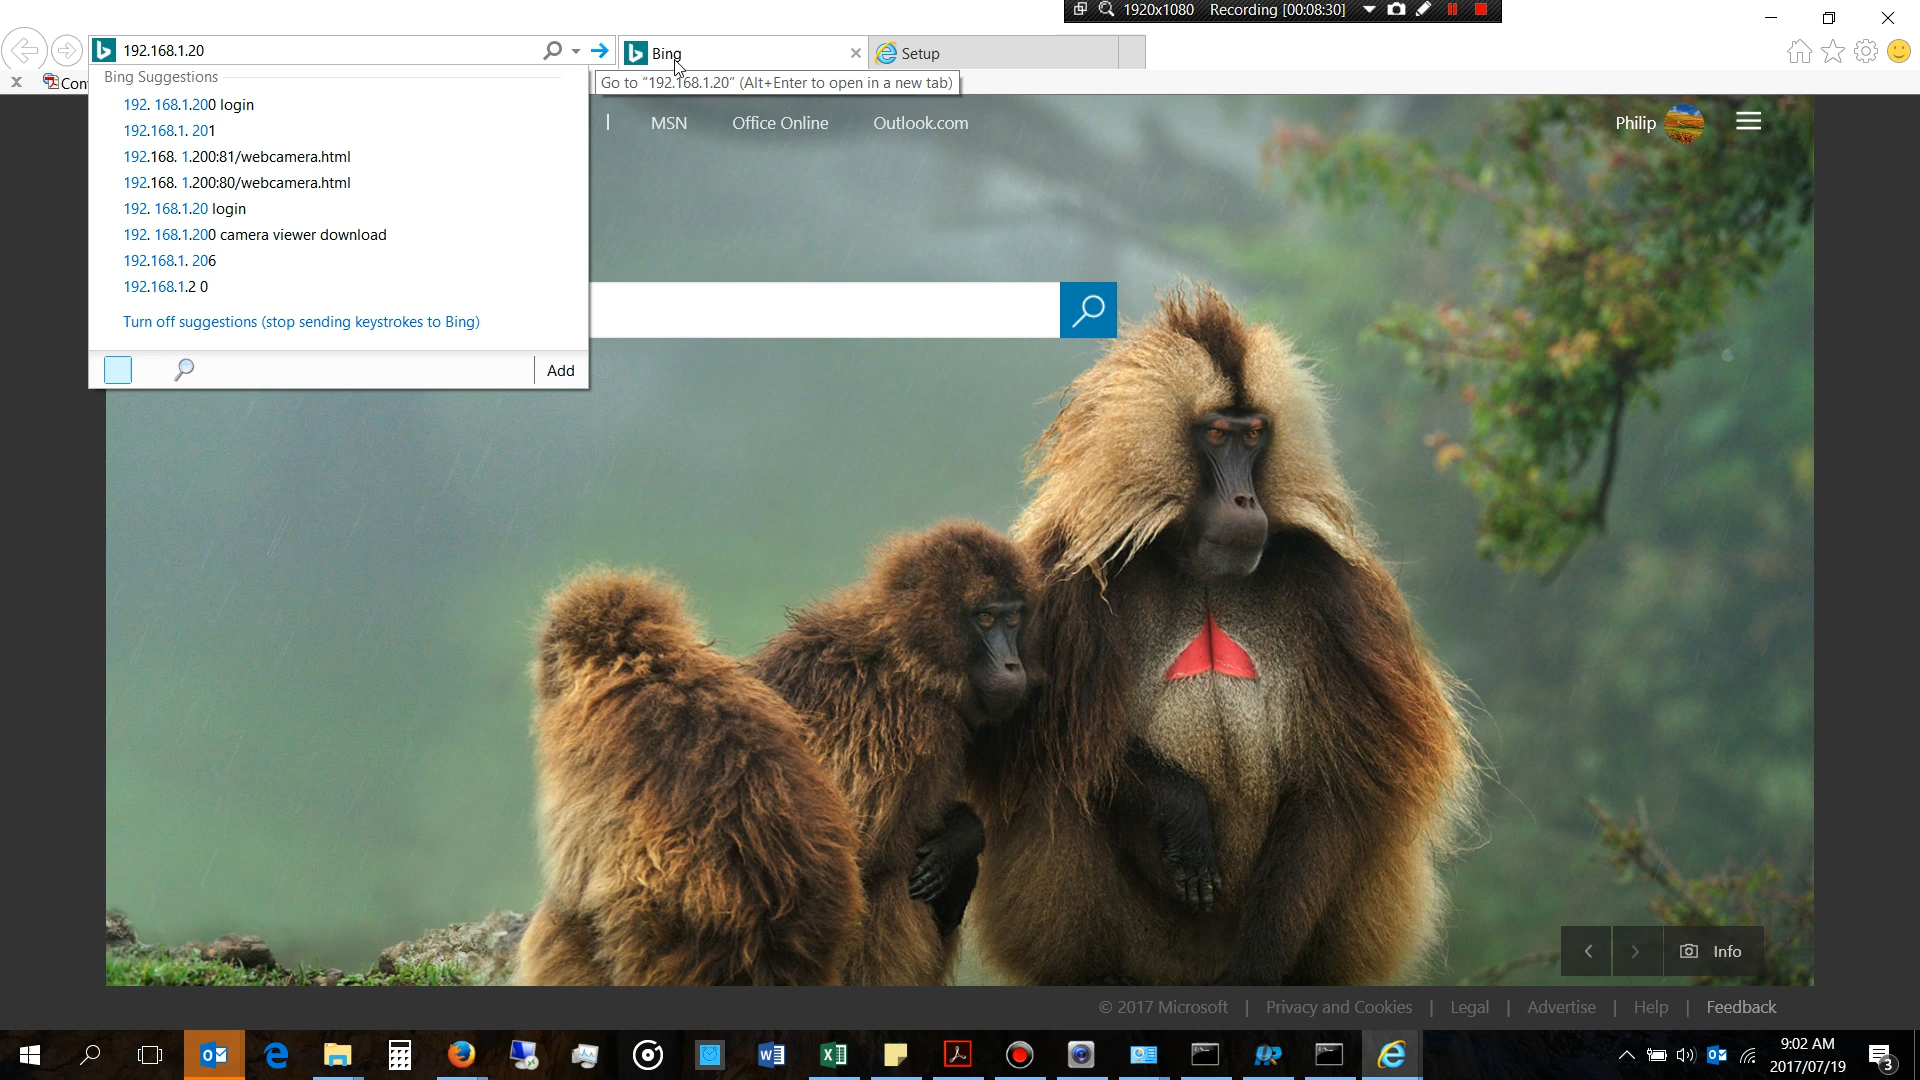 1920x1080 Recording [00:08:30]
192.168.1.20
Bing
Setup
Con
Bing Suggestions
Go to "192.168.1.20" (Alt+Enter to open in a new tab)
192. 168.1.200 login
192.168.1. 201
192.168. 1.200:81/webcamera.html
192.168. 1.200:80/webcamera.html
192. 168.1.20 login
192. 168.1.200 camera viewer download
192.168.1. 206
192.168.1.2 0
Turn off suggestions (stop sending keystrokes to Bing)
Add
| MSN Office Online Outlook.com
Philip
Info
© 2017 Microsoft | Privacy and Cookies | Legal | Advertise | Help | Feedback
9:02 AM
2017/07/19
3